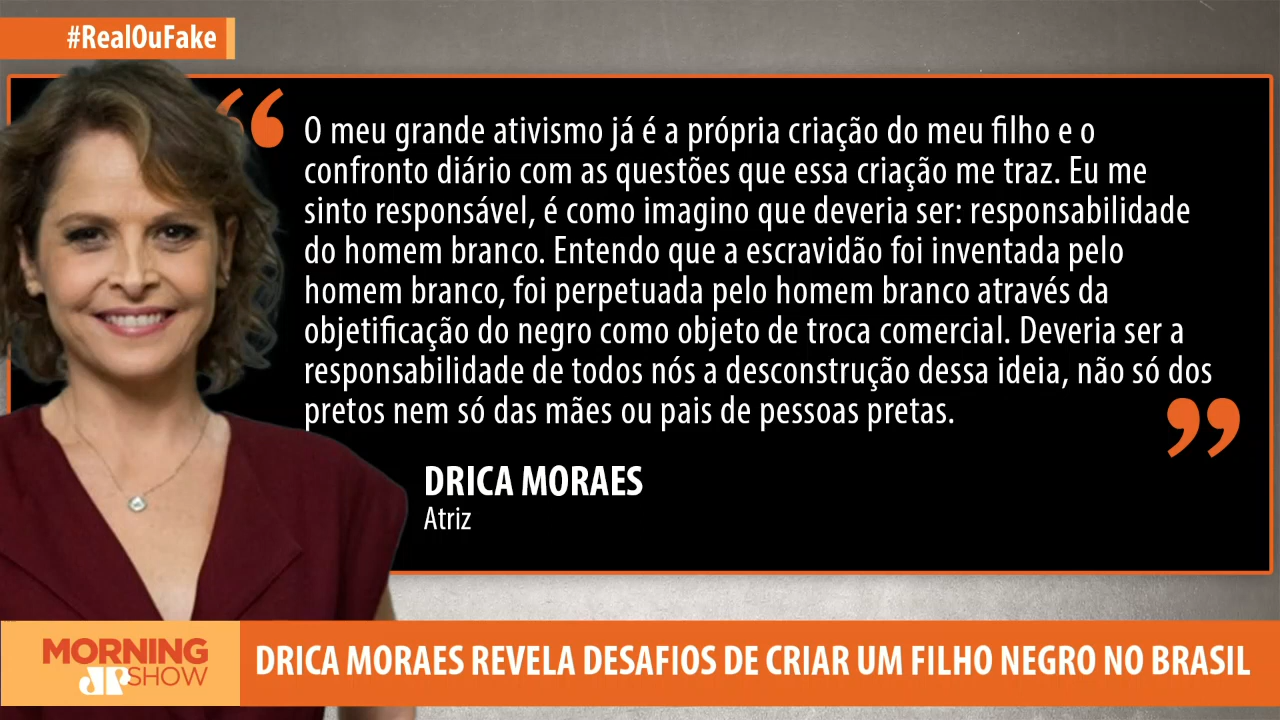 #RealOuFake
“
O meu grande ativismo já é a própria criação do meu filho e o
confronto diário com as questões que essa criação me traz. Eu me
sinto responsável, é como imagino que deveria ser: responsabilidade
do homem branco. Entendo que a escravidão foi inventada pelo
homem branco, foi perpetuada pelo homem branco através da
objetificação do negro como objeto de troca comercial. Deveria ser a
responsabilidade de todos nós a desconstrução dessa ideia, não só dos
pretos nem só das mães ou pais de pessoas pretas.
”
DRICA MORAES
Atriz
MORNING
JP SHOW
DRICA MORAES REVELA DESAFIOS DE CRIAR UM FILHO NEGRO NO BRASIL